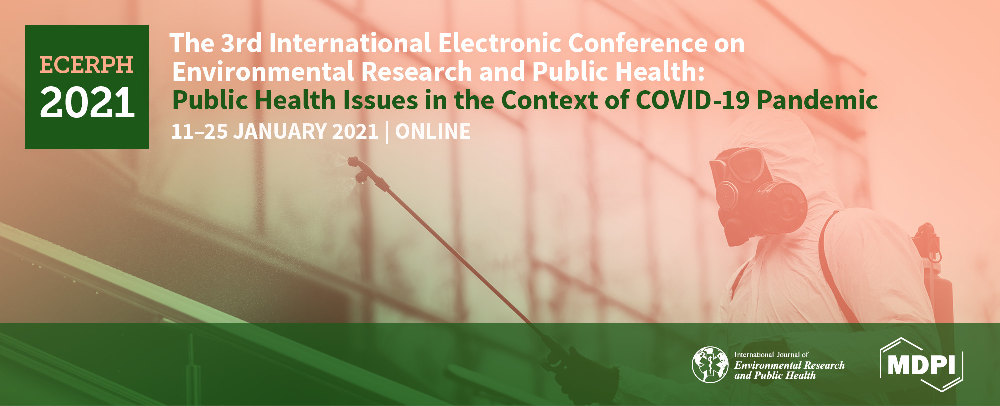 ECERPH
2021
The 3rd International Electronic Conference on
Environmental Research and Public Health:
Public Health Issues in the Context of COVID-19 Pandemic
11–25 JANUARY 2021 | ONLINE
International Journal of
Environmental Research
and Public Health
MDPI